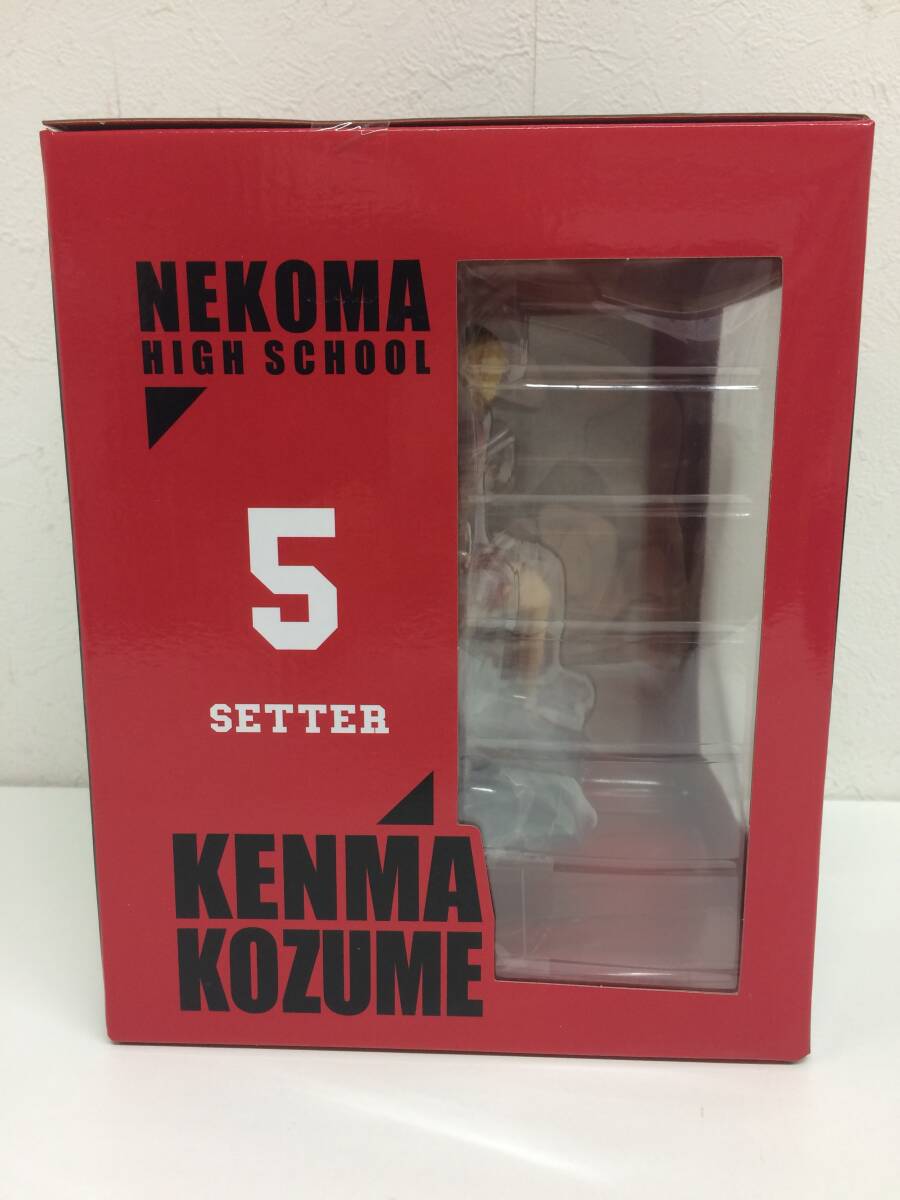 NEKOMA
HIGH SCHOOL
5
SETTER
KENMA
KOZUME